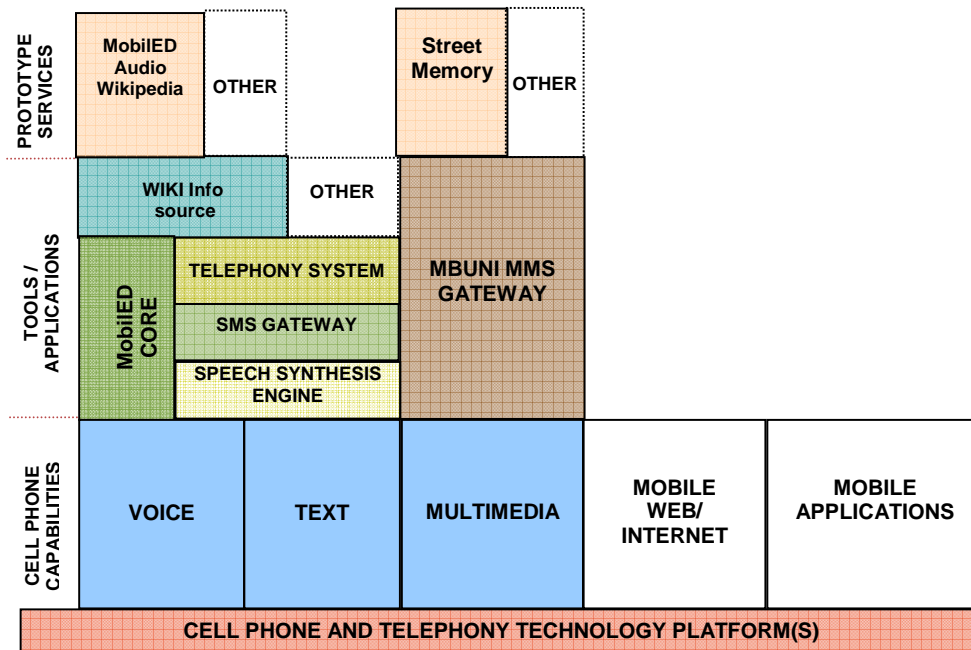 PROTOTYPE
SERVICES
MobilED
Audio
Wikipedia
OTHER
Street
Memory
OTHER
TOOLS /
APPLICATIONS
WIKI Info
source
OTHER
MobilED
CORE
TELEPHONY SYSTEM
SMS GATEWAY
SPEECH SYNTHESIS
ENGINE
MBUNI MMS
GATEWAY
CELL PHONE
CAPABILITIES
VOICE
TEXT
MULTIMEDIA
MOBILE
WEB/
INTERNET
MOBILE
APPLICATIONS
CELL PHONE AND TELEPHONY TECHNOLOGY PLATFORM(S)